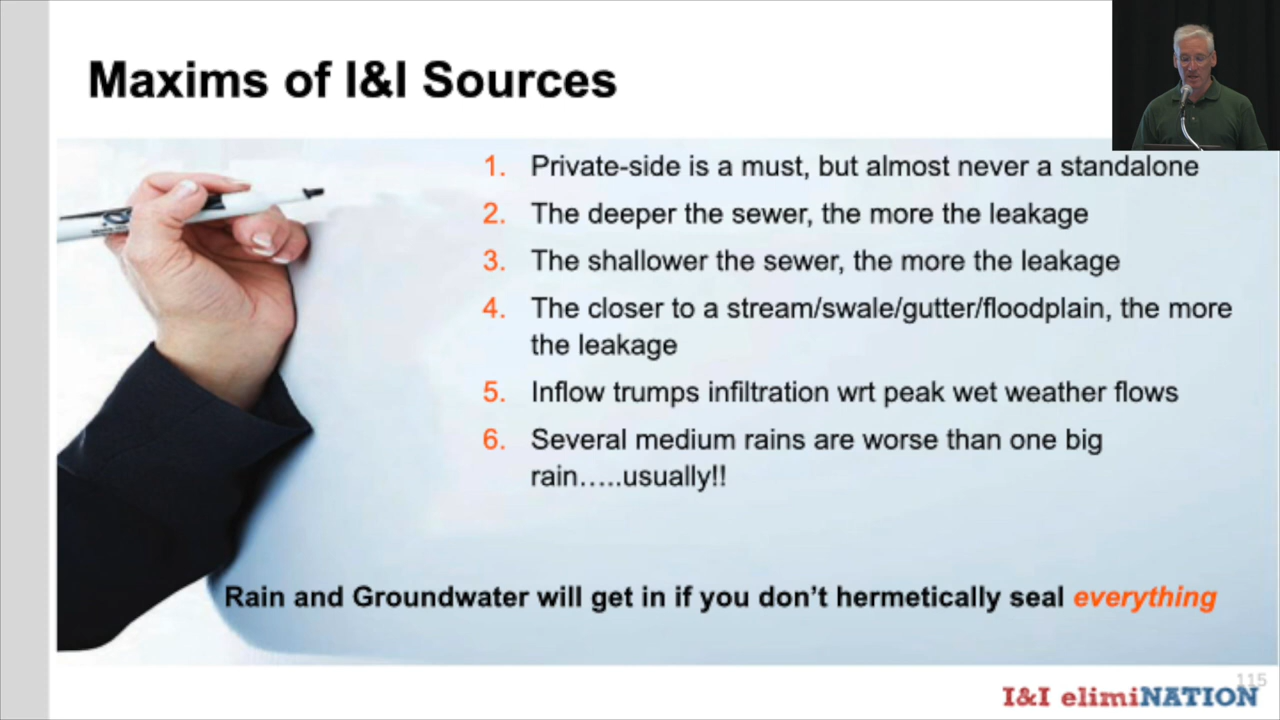 Maxims of I&I Sources
1. Private-side is a must, but almost never a standalone
2. The deeper the sewer, the more the leakage
3. The shallower the sewer, the more the leakage
4. The closer to a stream/swale/gutter/floodplain, the more
the leakage
5. Inflow trumps infiltration wrt peak wet weather flows
6. Several medium rains are worse than one big
rain.....usually!!
Rain and Groundwater will get in if you don't hermetically seal everything
115
I&I elimiNATION